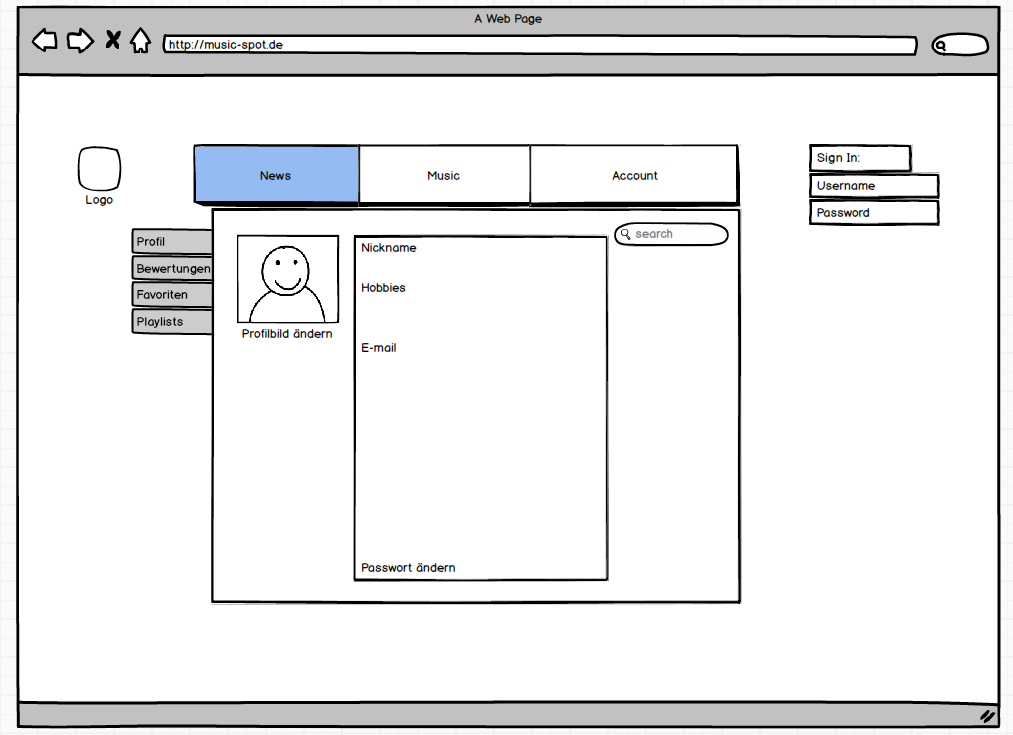 A Web Page
http://music-spot.de
Logo
News
Music
Account
Sign In:
Username
Password
Profil
Bewertungen
Favoriten
Playlists
Profilbild ändern
Nickname
Hobbies
E-mail
Passwort ändern
search